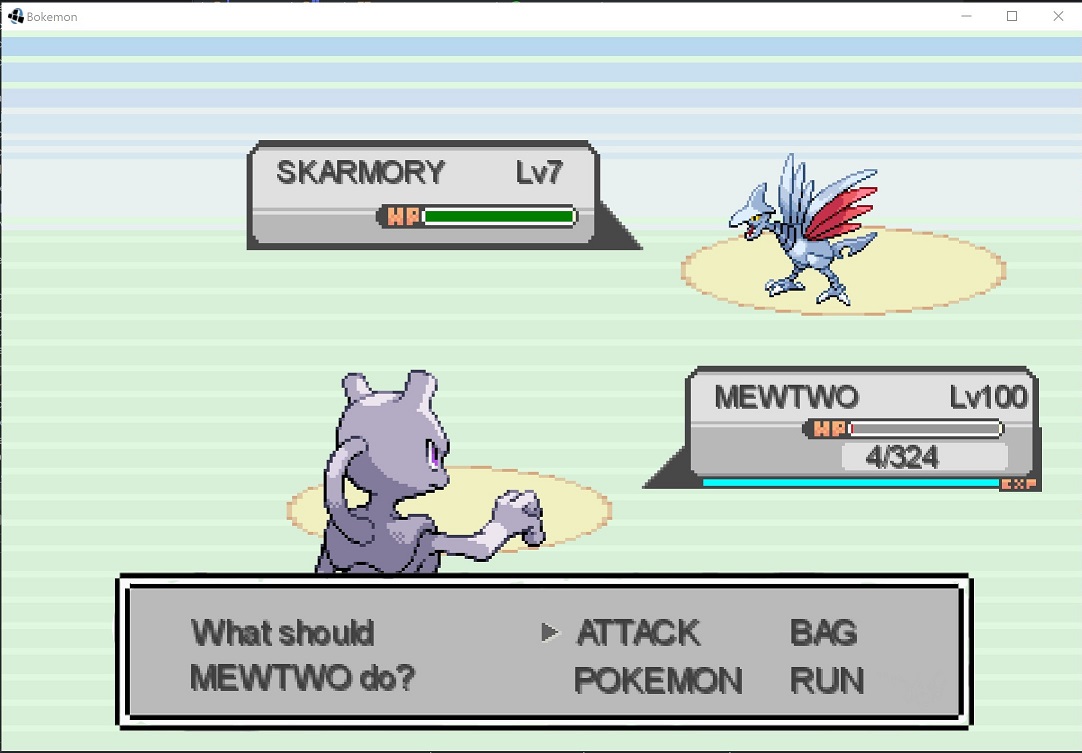 Bokemon
SKARMORY Lv7
HP
MEWTWO Lv100
HP
4/324
EXP
What should
MEWTWO do?
ATTACK BAG
POKEMON RUN